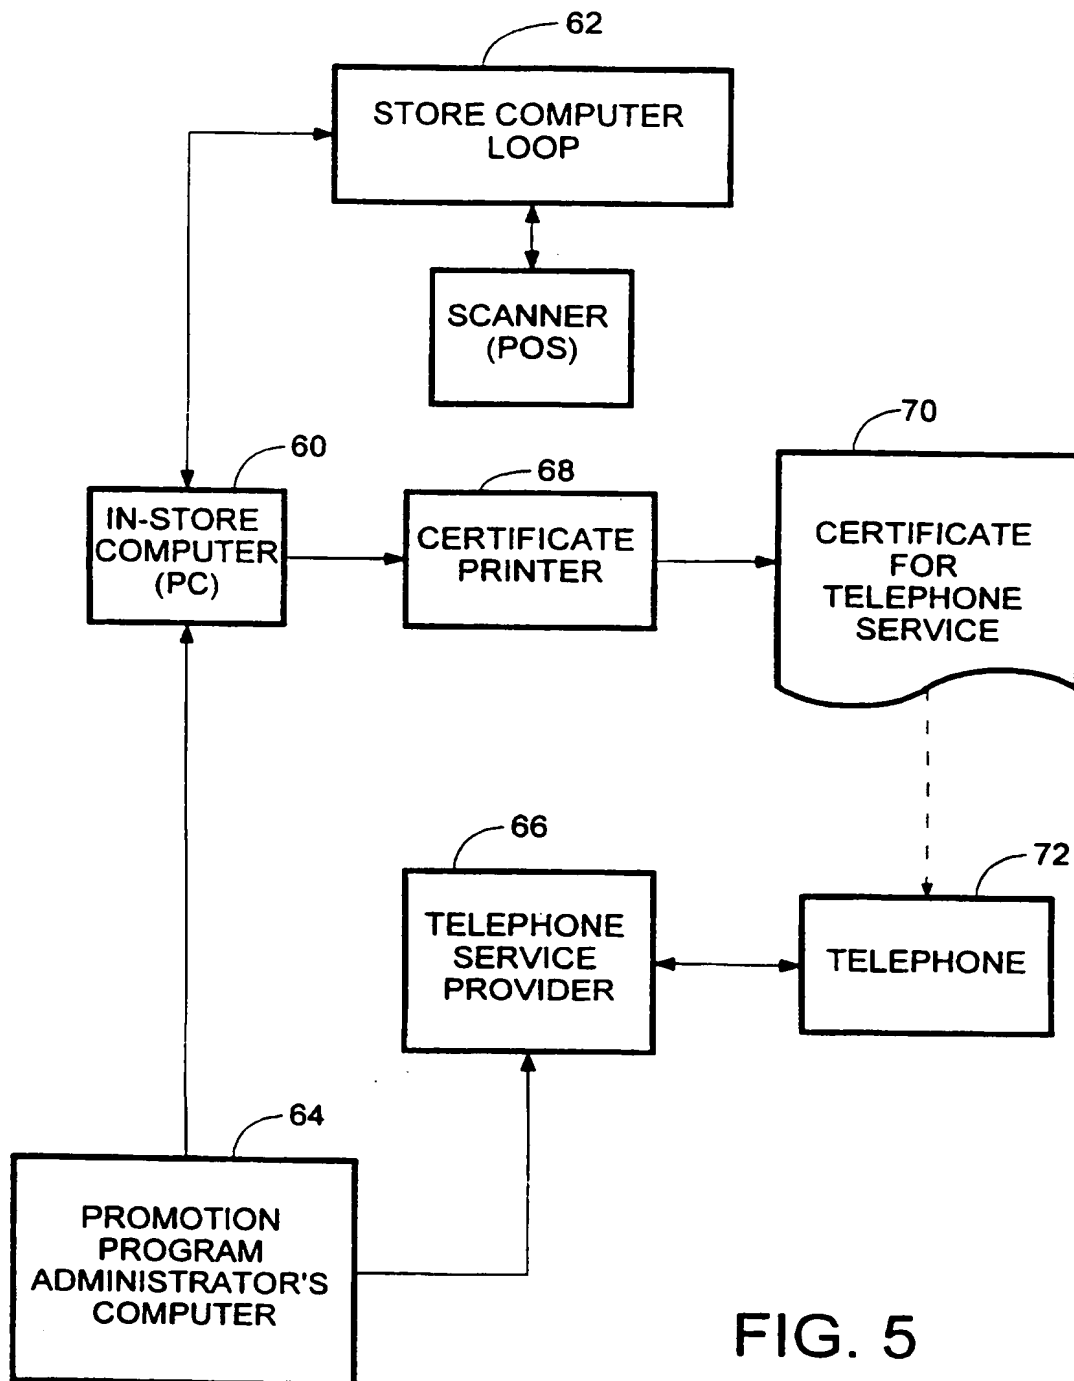 62
STORE COMPUTER
LOOP
SCANNER
(POS)
60
IN-STORE
COMPUTER
(PC)
68
CERTIFICATE
PRINTER
70
CERTIFICATE
FOR
TELEPHONE
SERVICE
66
TELEPHONE
SERVICE
PROVIDER
72
TELEPHONE
64
PROMOTION
PROGRAM
ADMINISTRATOR'S
COMPUTER
FIG. 5